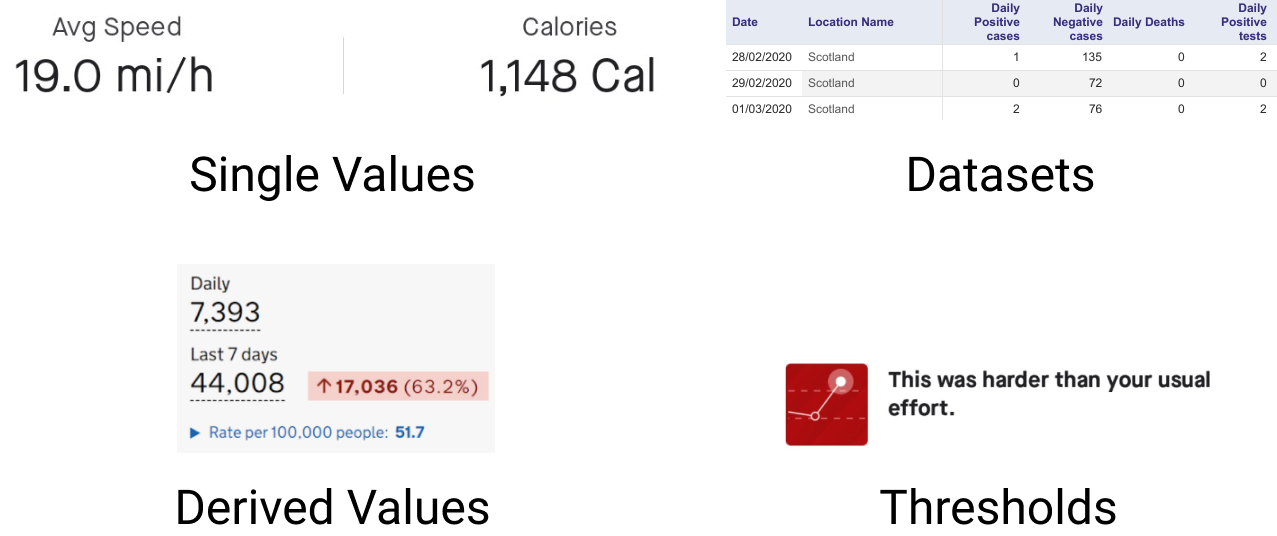 Avg Speed
19.0 mi/h
Calories
1,148 Cal
Single Values
Date Location Name Daily Positive cases Daily Negative cases Daily Deaths Daily Positive tests
28/02/2020 Scotland 1 135 0 2
29/02/2020 Scotland 0 72 0 0
01/03/2020 Scotland 2 76 0 2
Datasets
Daily
7,393
Last 7 days
44,008 ↑17,036 (63.2%)
▶ Rate per 100,000 people: 51.7
Derived Values
This was harder than your usual
effort.
Thresholds